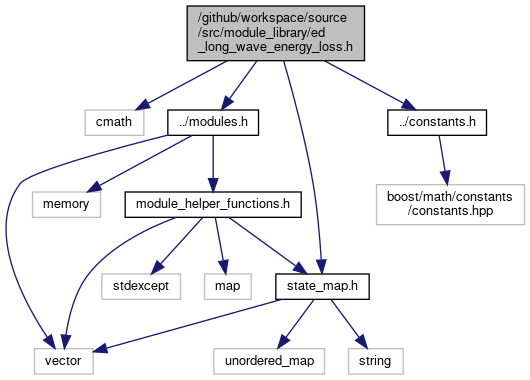 /github/workspace/source
/src/module_library/ed
_long_wave_energy_loss.h
cmath
../modules.h
../constants.h
memory
module_helper_functions.h
boost/math/constants
/constants.hpp
stdexcept
map
state_map.h
vector
unordered_map
string